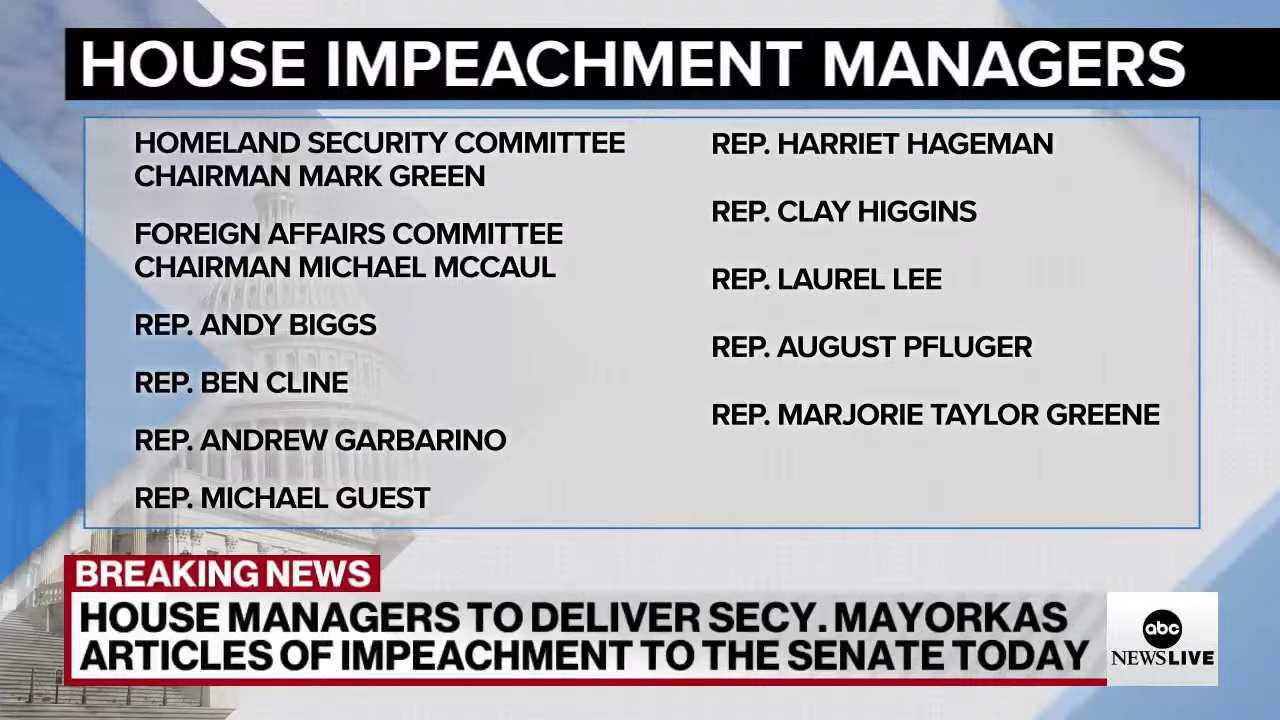 HOUSE IMPEACHMENT MANAGERS
HOMELAND SECURITY COMMITTEE
CHAIRMAN MARK GREEN
FOREIGN AFFAIRS COMMITTEE
CHAIRMAN MICHAEL MCCAUL
REP. ANDY BIGGS
REP. BEN CLINE
REP. ANDREW GARBARINO
REP. MICHAEL GUEST
REP. HARRIET HAGEMAN
REP. CLAY HIGGINS
REP. LAUREL LEE
REP. AUGUST PFLUGER
REP. MARJORIE TAYLOR GREENE
BREAKING NEWS
HOUSE MANAGERS TO DELIVER SECY. MAYORKAS
ARTICLES OF IMPEACHMENT TO THE SENATE TODAY
abc
NEWSLIVE